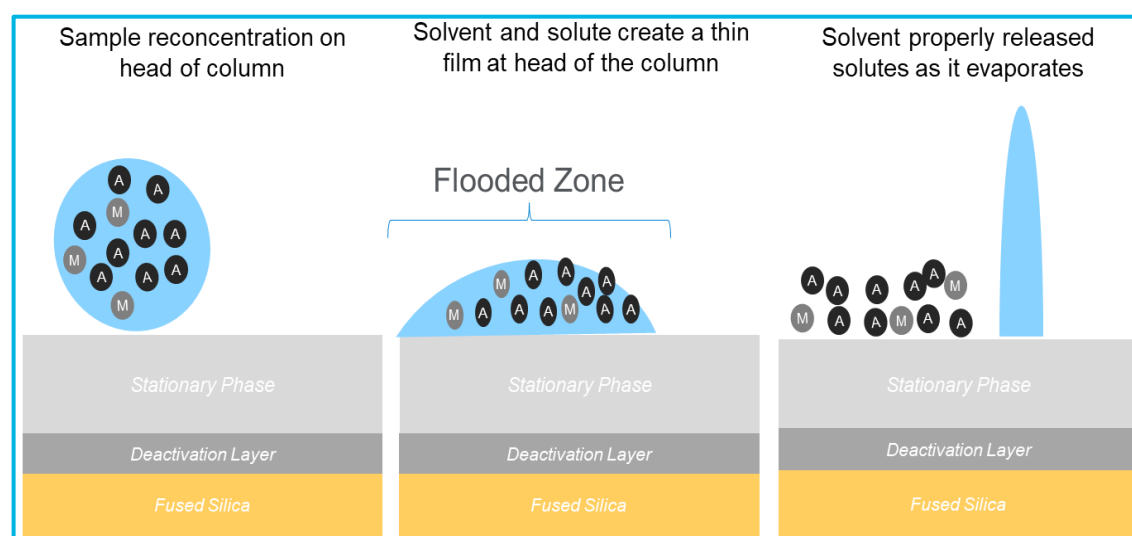 Sample reconcentration on
head of column
A A
M
A A A
M A
A A A
M
Stationary Phase
Deactivation Layer
Fused Silica
Solvent and solute create a thin
film at head of the column
Flooded Zone
M A A A A
M A A A M A A
Stationary Phase
Deactivation Layer
Fused Silica
Solvent properly released
solutes as it evaporates
A A A A A M
M A A M A A
Stationary Phase
Deactivation Layer
Fused Silica